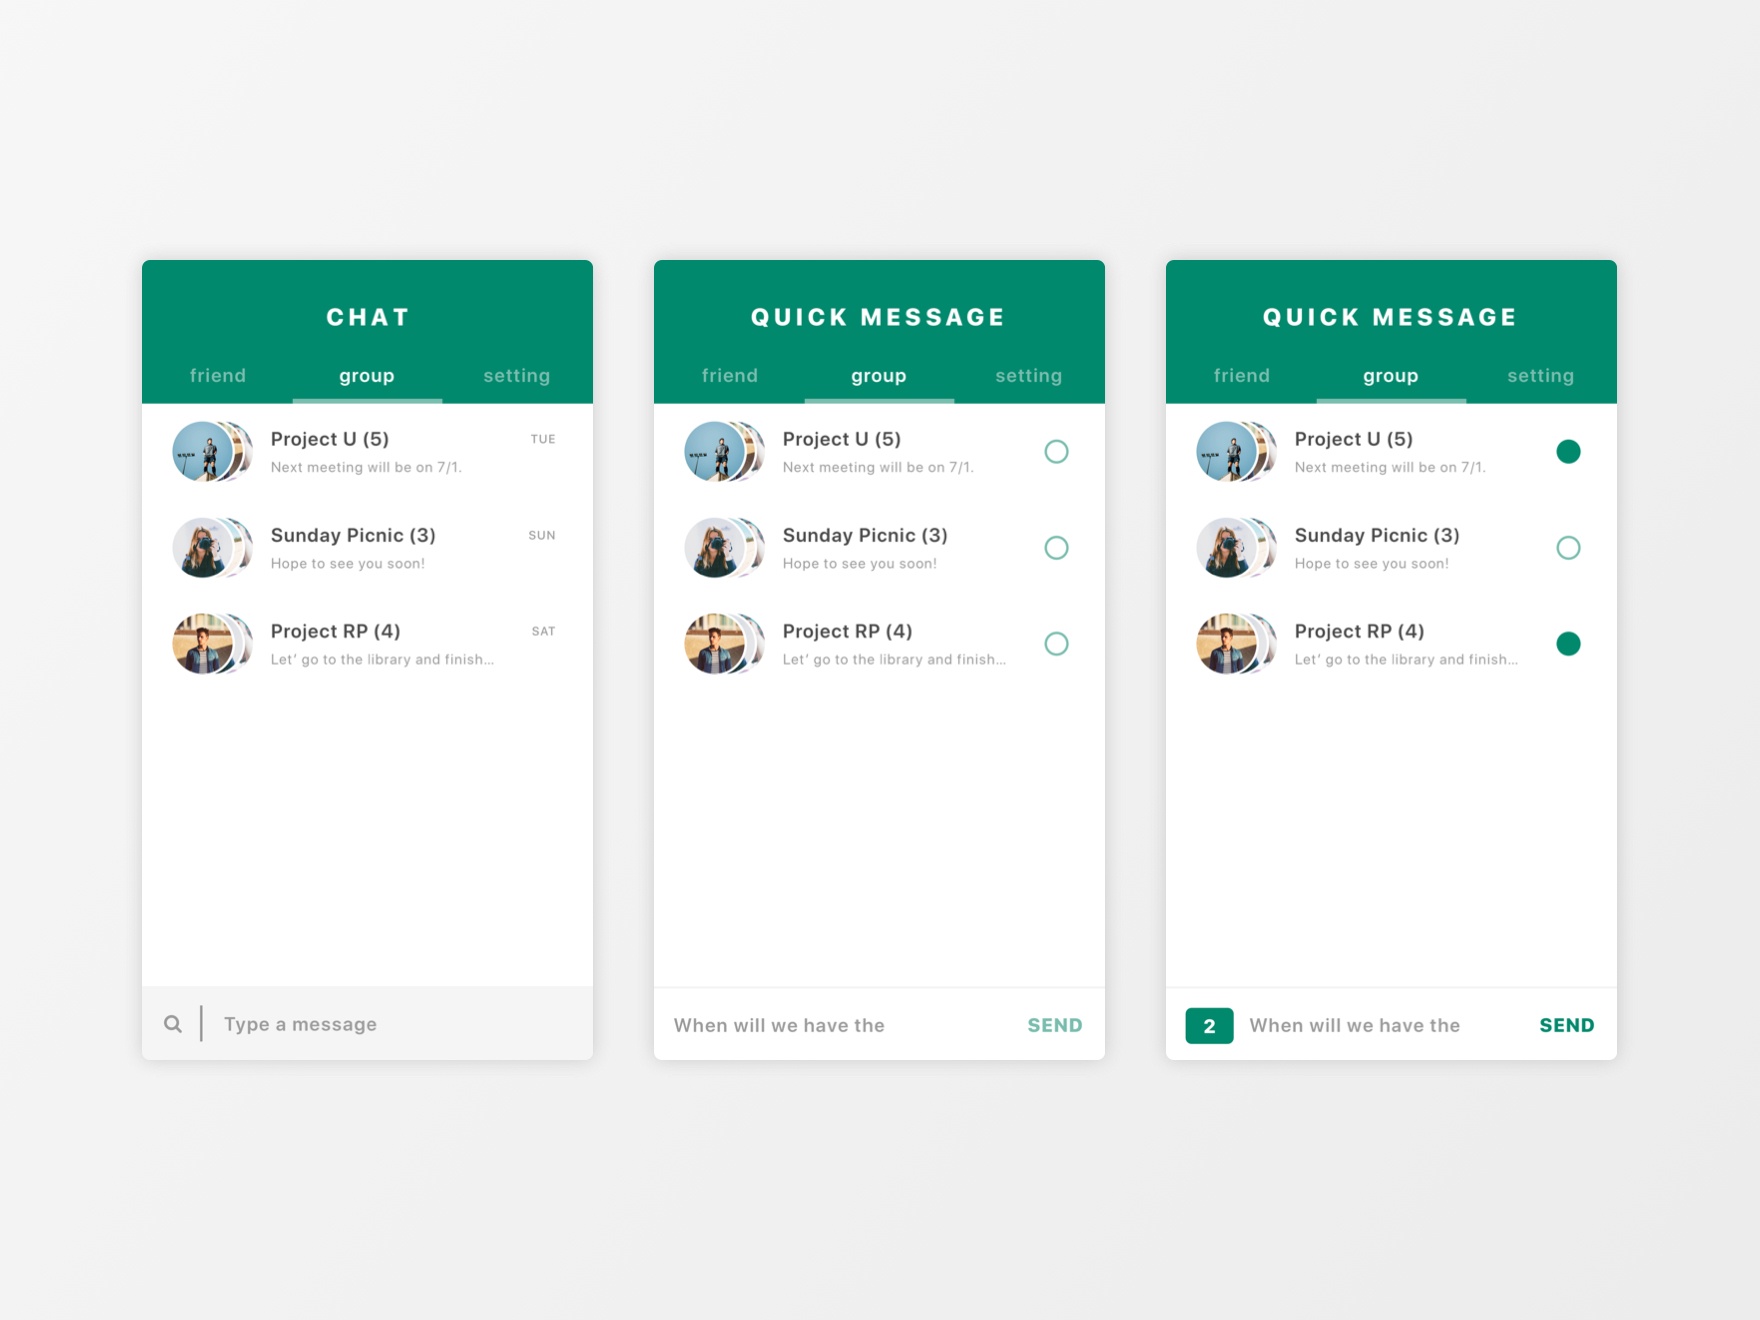 CHAT
friend group setting
Project U (5) TUE
Next meeting will be on 7/1.
Sunday Picnic (3) SUN
Hope to see you soon!
Project RP (4) SAT
Let’ go to the library and finish...
Type a message
QUICK MESSAGE
friend group setting
Project U (5)
Next meeting will be on 7/1.
Sunday Picnic (3)
Hope to see you soon!
Project RP (4)
Let’ go to the library and finish...
When will we have the SEND
QUICK MESSAGE
friend group setting
Project U (5)
Next meeting will be on 7/1.
Sunday Picnic (3)
Hope to see you soon!
Project RP (4)
Let’ go to the library and finish...
2 When will we have the SEND